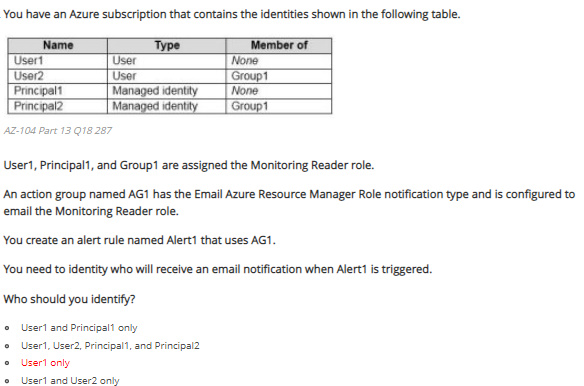 You have an Azure subscription that contains the identities shown in the following table.
Name Type Member of
User1 User None
User2 User Group1
Principal1 Managed identity None
Principal2 Managed identity Group1
AZ-104 Part 13 Q18 287
User1, Principal1, and Group1 are assigned the Monitoring Reader role.
An action group named AG1 has the Email Azure Resource Manager Role notification type and is configured to
email the Monitoring Reader role.
You create an alert rule named Alert1 that uses AG1.
You need to identity who will receive an email notification when Alert1 is triggered.
Who should you identify?
User1 and Principal1 only
User1, User2, Principal1, and Principal2
User1 only
User1 and User2 only